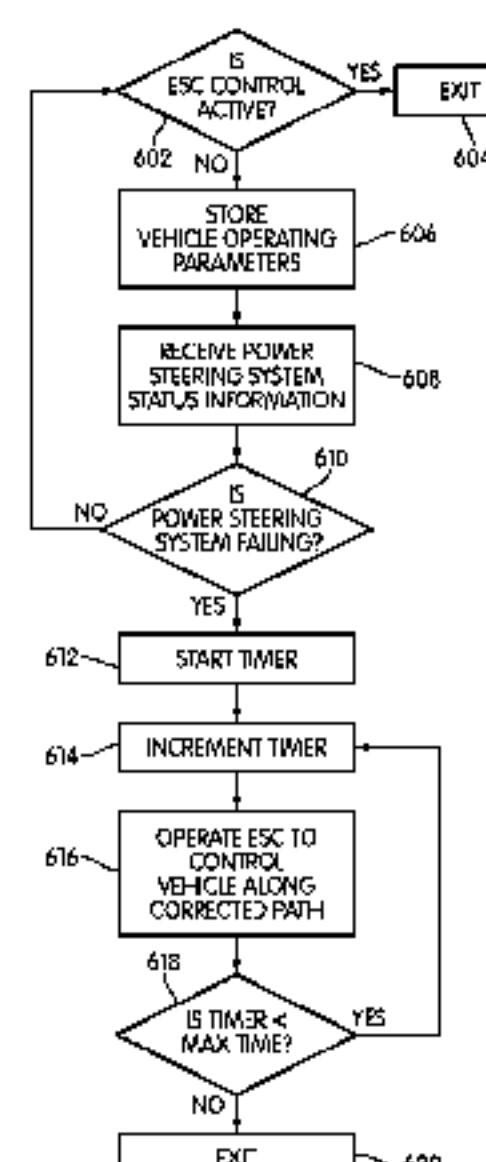 IS
ESC CONTROL
ACTIVE?
YES
EXIT
602
NO
STORE
VEHICLE OPERATING
PARAMETERS
606
RECEIVE POWER
STEERING SYSTEM
STATUS INFORMATION
608
610
IS
POWER STEERING
SYSTEM FAILING?
NO
YES
612
START TIMER
614
INCREMENT TIMER
616
OPERATE ESC TO
CONTROL
VEHICLE ALONG
CORRECTED PATH
618
IS TIMER <
MAX TIME?
YES
NO